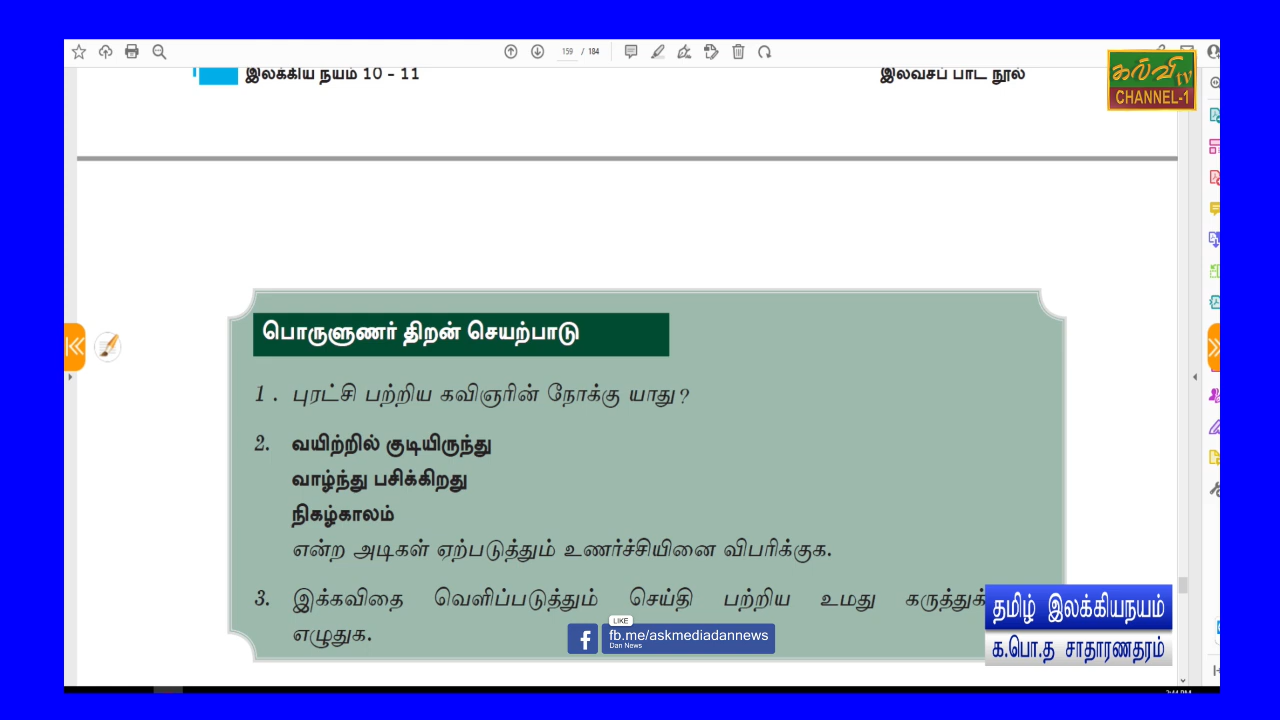 159 / 184
கல்வி TV
CHANNEL-1
இலக்கிய நயம் 10 - 11
இலவசப் பாட நூல்
பொருளுணர் திறன் செயற்பாடு
1 . புரட்சி பற்றிய கவிஞரின் நோக்கு யாது?
2. வயிற்றில் குடியிருந்து
வாழ்ந்து பசிக்கிறது
நிகழ்காலம்
என்ற அடிகள் ஏற்படுத்தும் உணர்ச்சியினை விபரிக்குக.
3. இக்கவிதை வெளிப்படுத்தும் செய்தி பற்றிய உமது கருத்துக்
எழுதுக.
LIKE
fb.me/askmediadannews
Dan News
தமிழ் இலக்கியநயம்
க.பொ.த சாதாரணதரம்